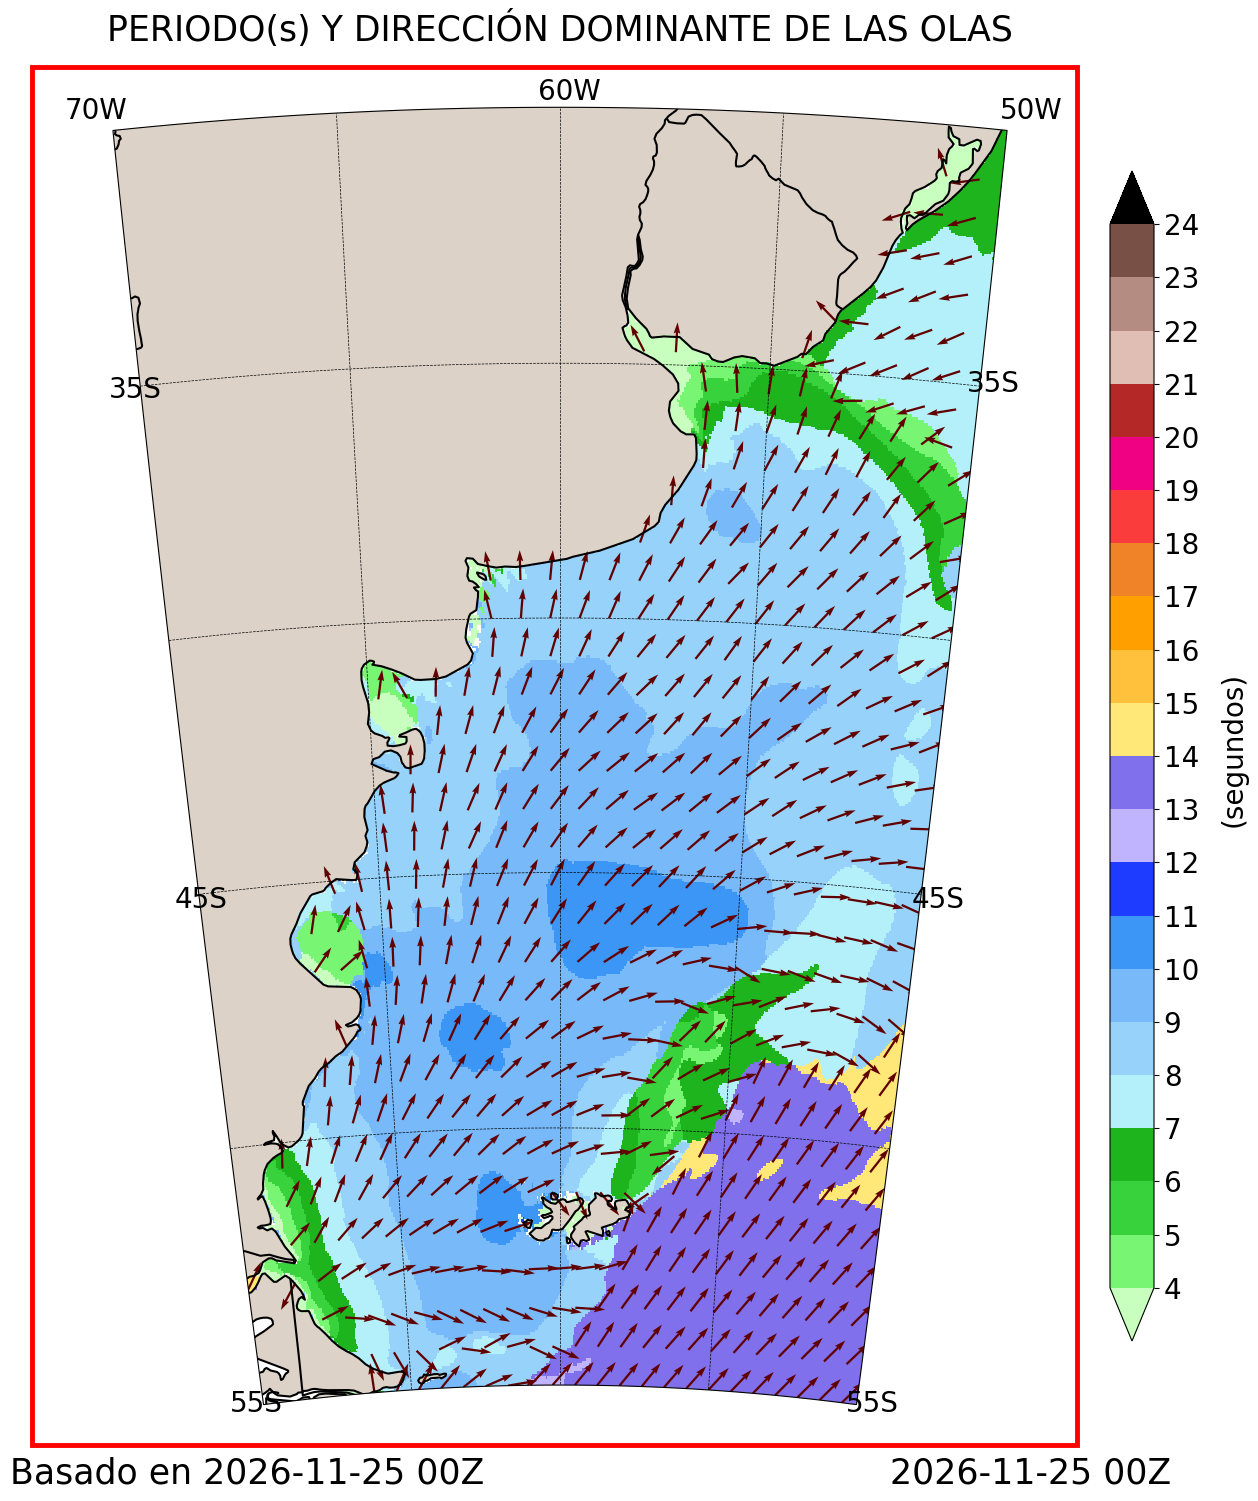 PERIODO(s) Y DIRECCIÓN DOMINANTE DE LAS OLAS
70W
60W
50W
35S
35S
45S
45S
55S
55S
24
23
22
21
20
19
18
17
16
15
14
13
12
11
10
9
8
7
6
5
4
(segundos)
Basado en 2026-11-25 00Z
2026-11-25 00Z